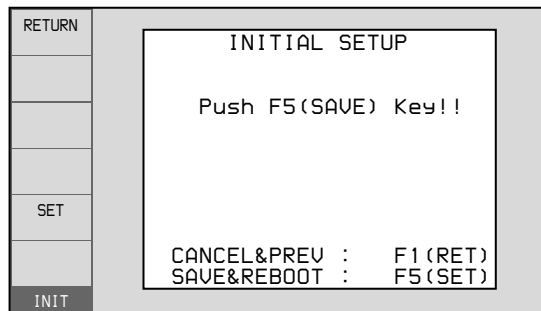 RETURN
SET
INIT
INITIAL SETUP
Push F5(SAVE) Key!!
CANCEL&PREV : F1(RET)
SAVE&REBOOT : F5(SET)